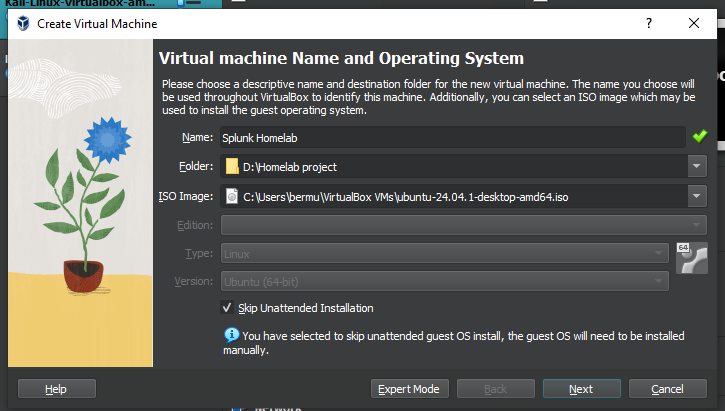 Kali-Linux-virtualbox-am...
Create Virtual Machine
?
Virtual machine Name and Operating System
Please choose a descriptive name and destination folder for the new virtual machine. The name you choose will
be used throughout VirtualBox to identify this machine. Additionally, you can select an ISO image which may be
used to install the guest operating system.
Name: Splunk Homelab
Folder: D:\Homelab project
ISO Image: C:\Users\bermu\VirtualBox VMs\ubuntu-24.04.1-desktop-amd64.iso
Edition:
Type: Linux
64
Version: Ubuntu (64-bit)
Skip Unattended Installation
You have selected to skip unattended guest OS install, the guest OS will need to be installed
manually.
Help Expert Mode Back Next Cancel